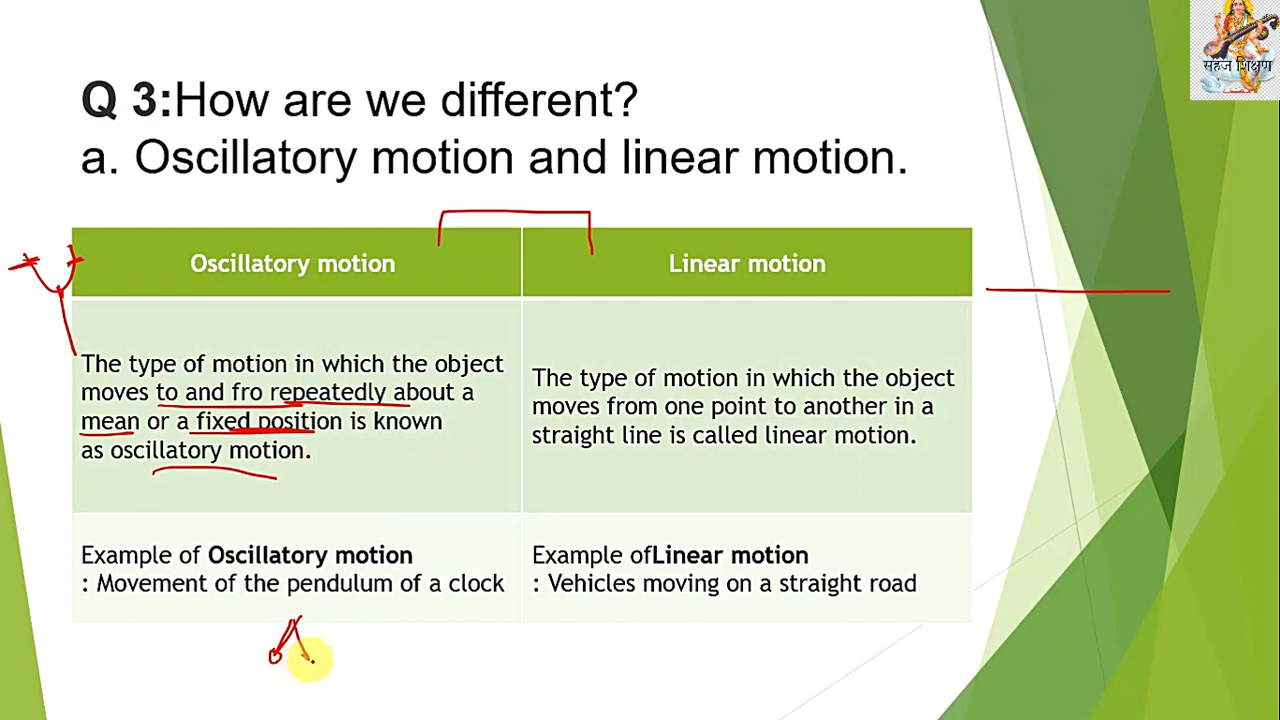 सहज शिक्षण
Q 3:How are we different?
a. Oscillatory motion and linear motion.
Oscillatory motion
Linear motion
The type of motion in which the object
moves to and fro repeatedly about a
mean or a fixed position is known
as oscillatory motion.
The type of motion in which the object
moves from one point to another in a
straight line is called linear motion.
Example of Oscillatory motion
: Movement of the pendulum of a clock
Example ofLinear motion
: Vehicles moving on a straight road